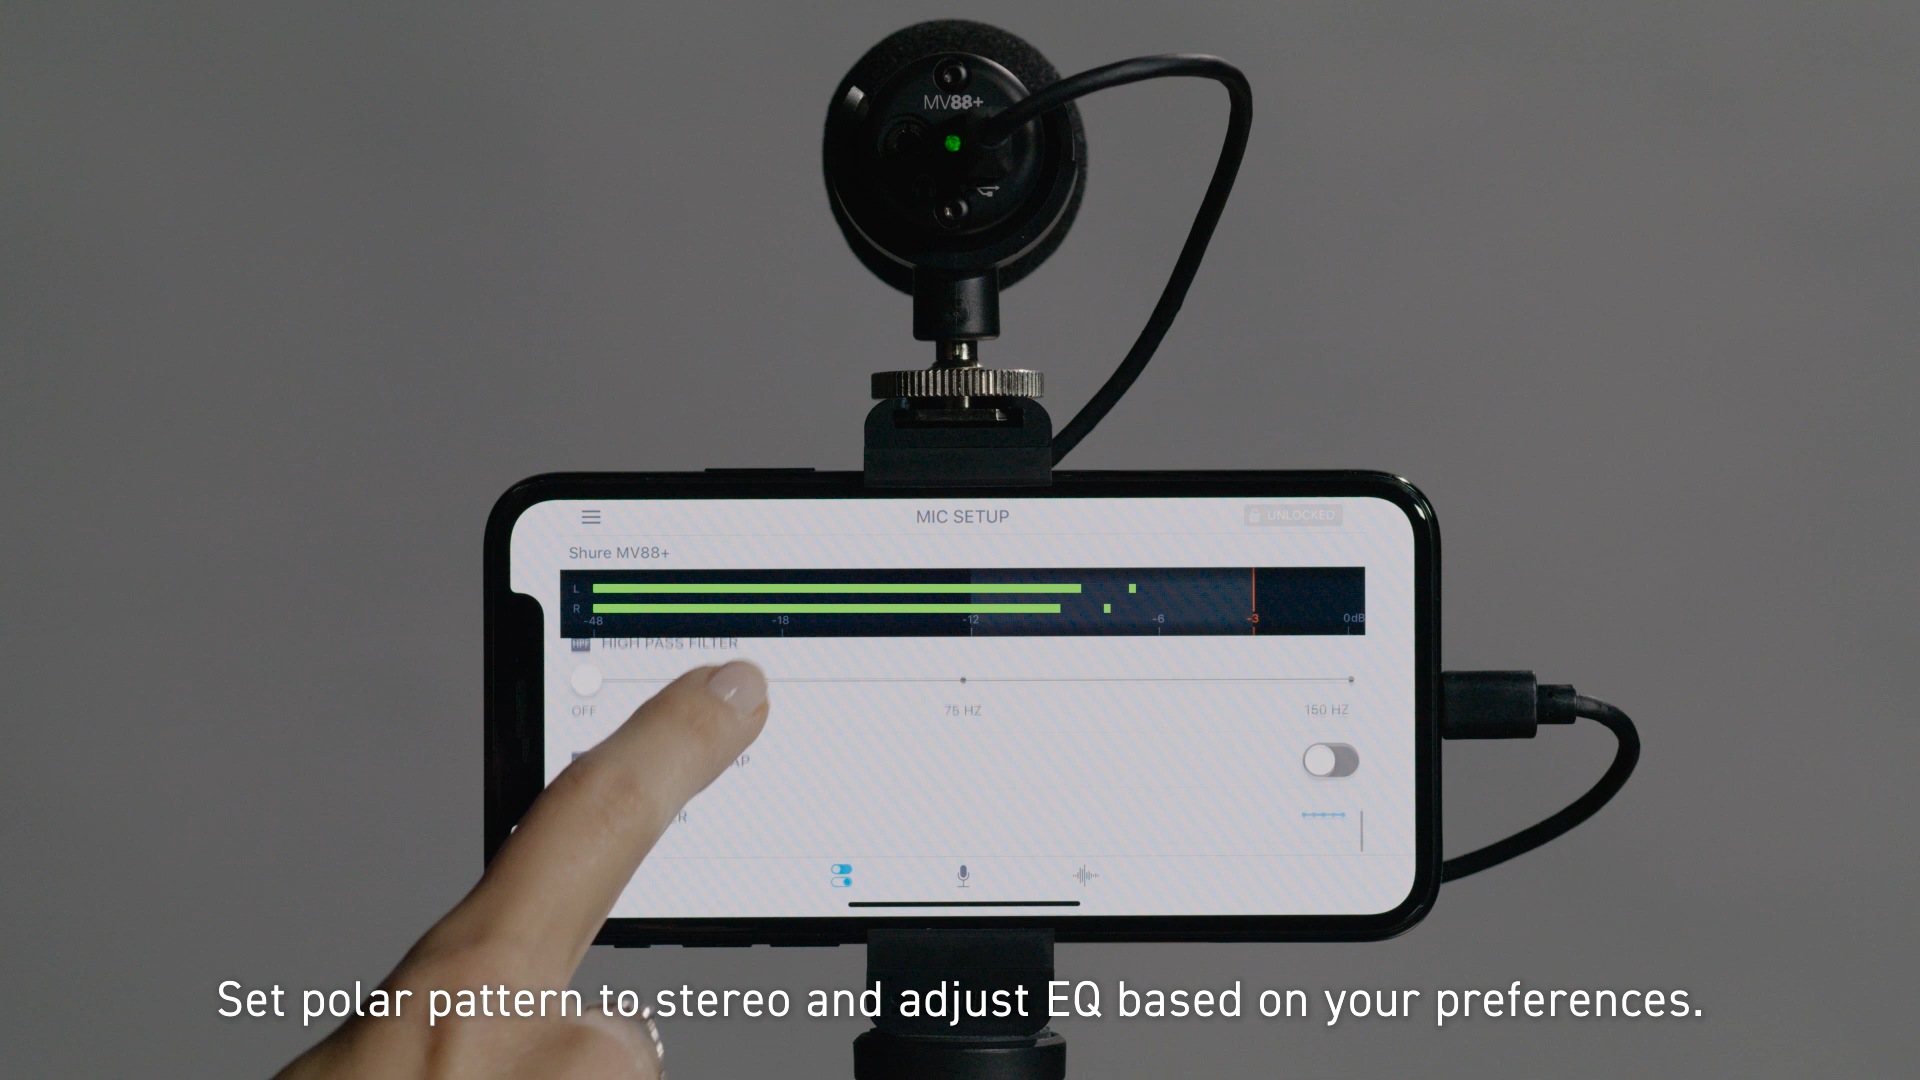 MV88+
MIC SETUP
UNLOCKED
Shure MV88+
L
R
-48 -18 -12 -6 -3 0dB
HPF HIGH PASS FILTER
OFF 75 HZ 150 HZ
Set polar pattern to stereo and adjust EQ based on your preferences.